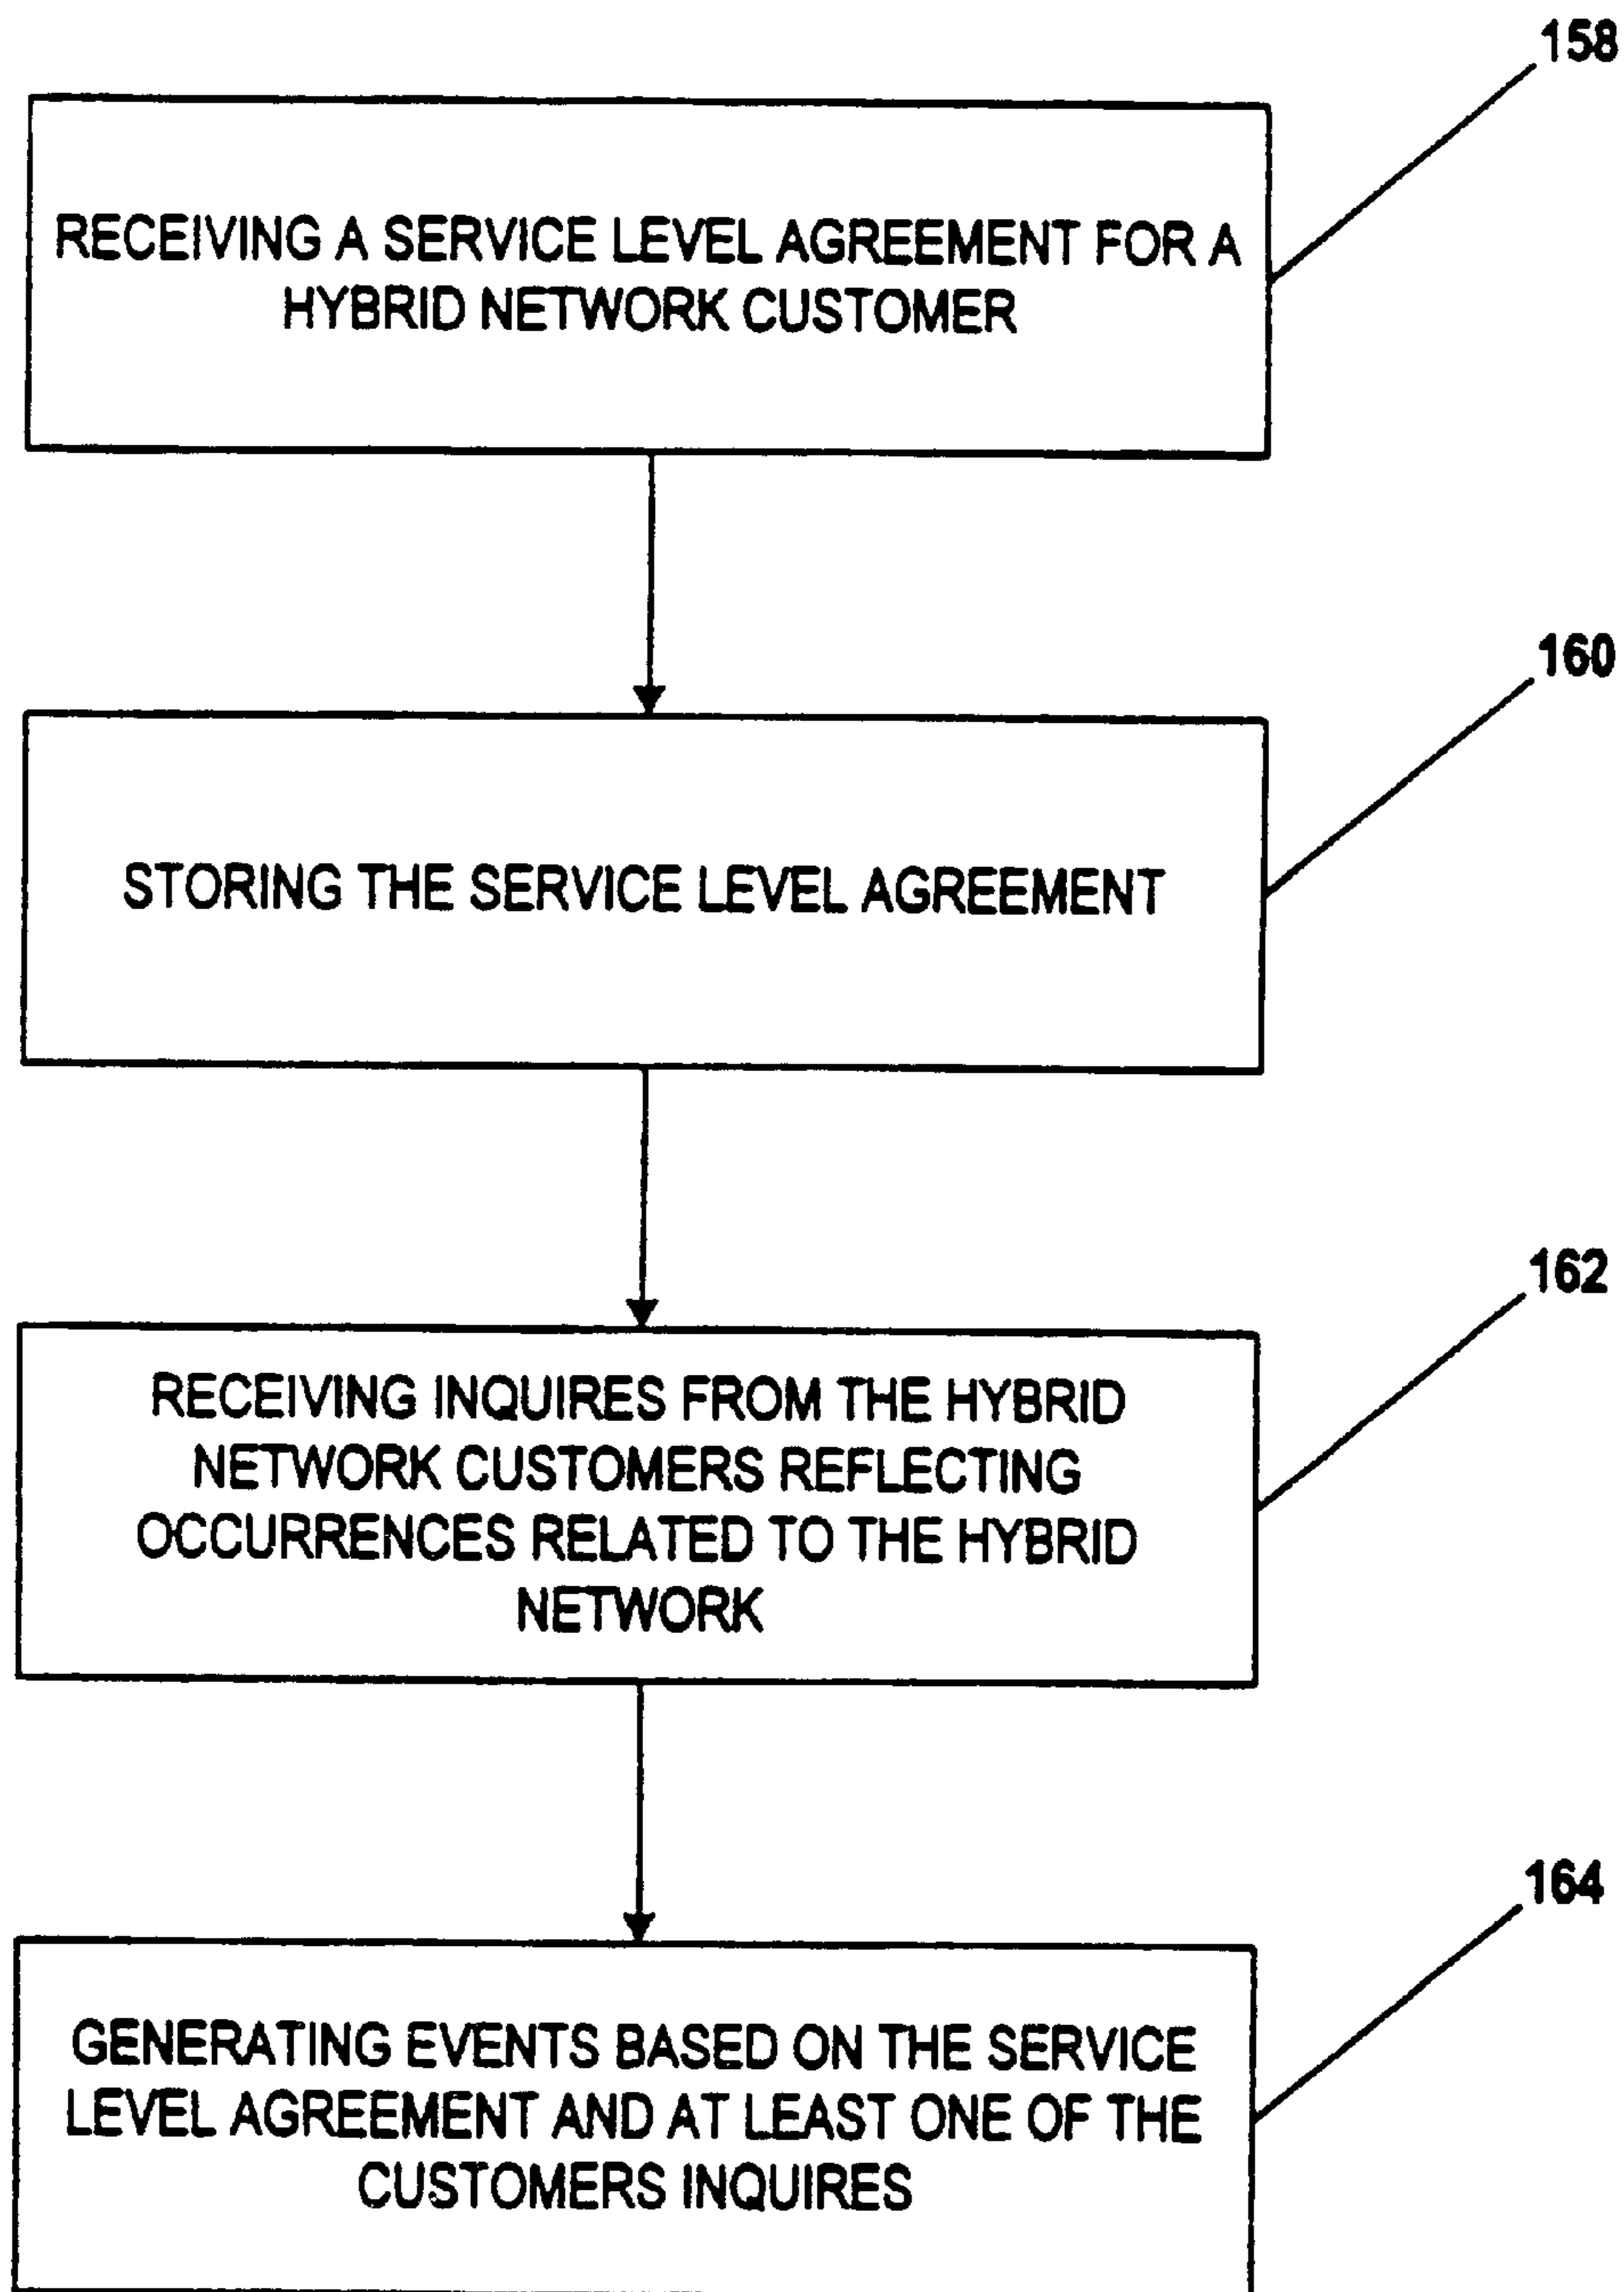 158
RECEIVING A SERVICE LEVEL AGREEMENT FOR A
HYBRID NETWORK CUSTOMER
160
STORING THE SERVICE LEVEL AGREEMENT
162
RECEIVING INQUIRES FROM THE HYBRID
NETWORK CUSTOMERS REFLECTING
OCCURRENCES RELATED TO THE HYBRID
NETWORK
164
GENERATING EVENTS BASED ON THE SERVICE
LEVEL AGREEMENT AND AT LEAST ONE OF THE
CUSTOMERS INQUIRES